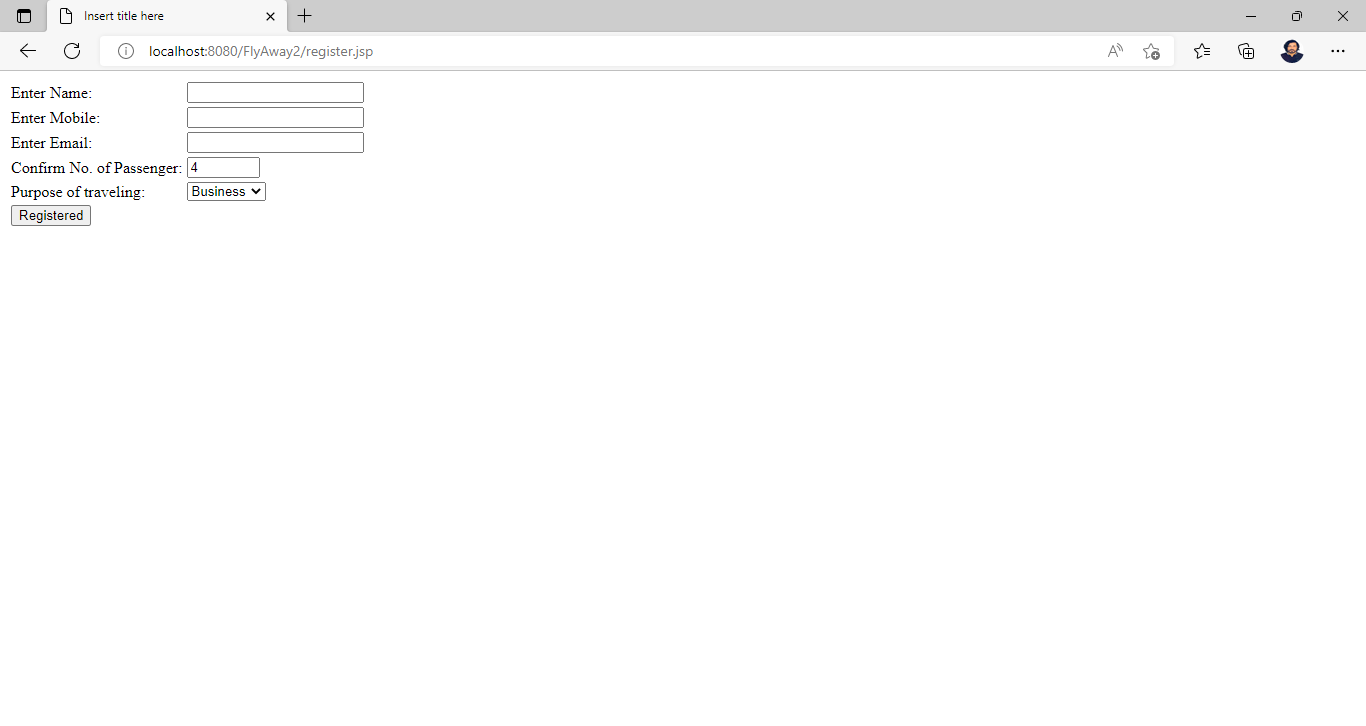 Insert title here
localhost:8080/FlyAway2/register.jsp
Enter Name:
Enter Mobile:
Enter Email:
Confirm No. of Passenger: 4
Purpose of traveling: Business
Registered